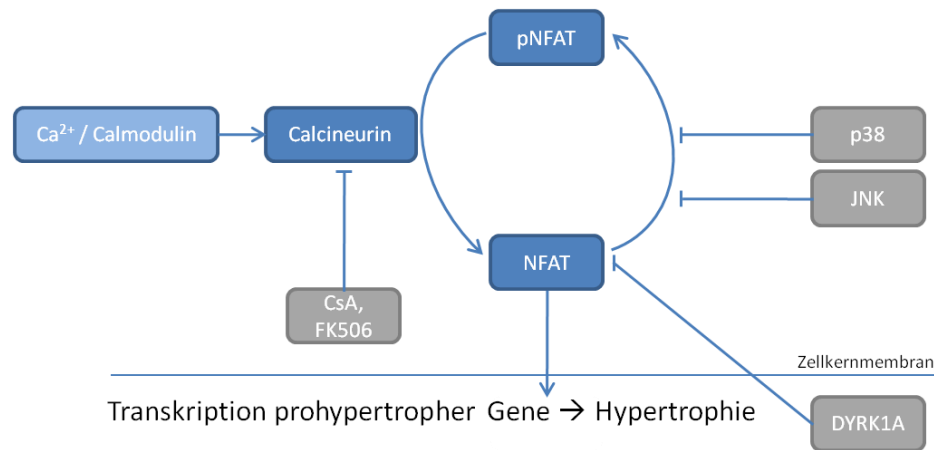 pNFAT
Ca²⁺ / Calmodulin
Calcineurin
p38
JNK
NFAT
CsA,
FK506
Zellkernmembran
Transkription prohypertropher Gene → Hypertrophie
DYRK1A